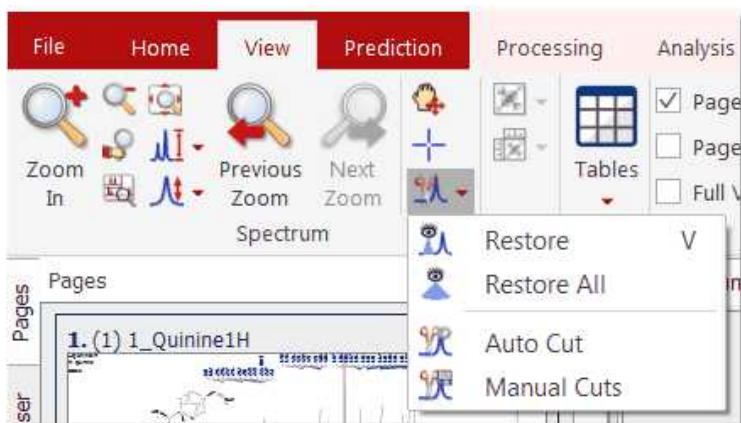 File Home View Prediction Processing Analysis
Page
Zoom In
Previous Zoom
Next Zoom
Tables
Page
Full V
Spectrum
Restore V
Restore All
Auto Cut
Manual Cuts
Pages
Pages
1. (1) 1_Quinine1H
ser
in